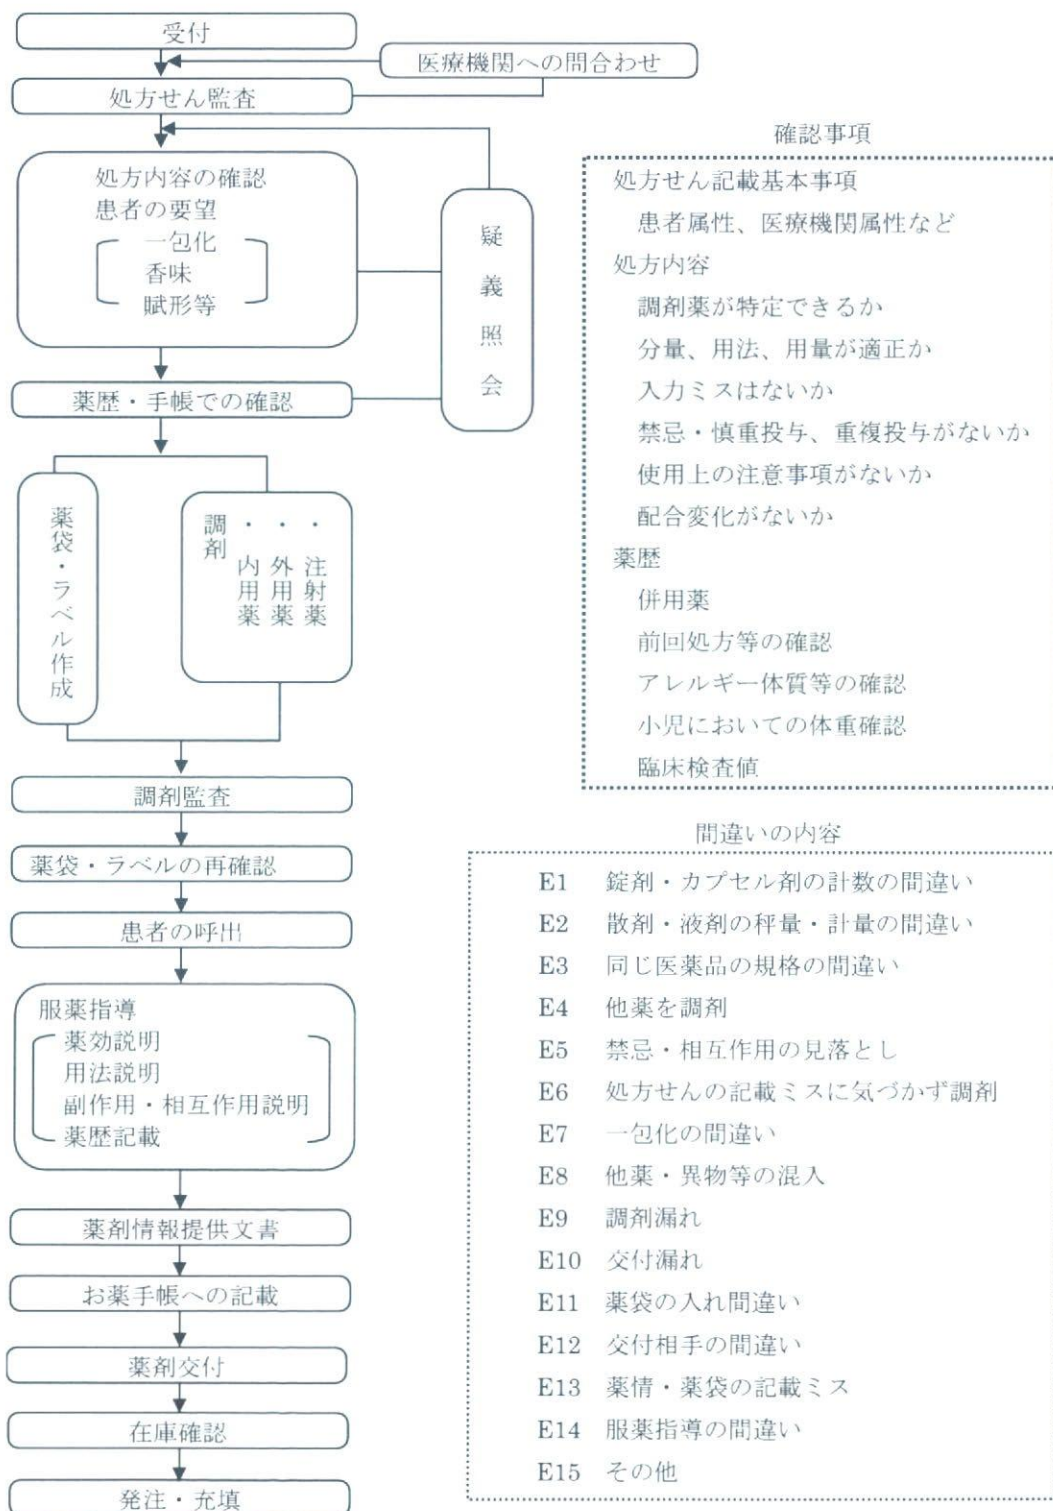 受付
医療機関への問合わせ
処方せん監査
処方内容の確認
患者の要望
一包化
香味
賦形等
疑義照会
薬歴・手帳での確認
薬袋・ラベル作成
調剤
・内用薬
・外用薬
・注射薬
調剤監査
薬袋・ラベルの再確認
患者の呼出
服薬指導
薬効説明
用法説明
副作用・相互作用説明
薬歴記載
薬剤情報提供文書
お薬手帳への記載
薬剤交付
在庫確認
発注・充填
確認事項
処方せん記載基本事項
患者属性、医療機関属性など
処方内容
調剤薬が特定できるか
分量、用法、用量が適正か
入力ミスはないか
禁忌・慎重投与、重複投与がないか
使用上の注意事項がないか
配合変化がないか
薬歴
併用薬
前回処方等の確認
アレルギー体質等の確認
小児においての体重確認
臨床検査値
間違いの内容
E1 錠剤・カプセル剤の計数の間違い
E2 散剤・液剤の秤量・計量の間違い
E3 同じ医薬品の規格の間違い
E4 他薬を調剤
E5 禁忌・相互作用の見落とし
E6 処方せんの記載ミスに気づかず調剤
E7 一包化の間違い
E8 他薬・異物等の混入
E9 調剤漏れ
E10 交付漏れ
E11 薬袋の入れ間違い
E12 交付相手の間違い
E13 薬情・薬袋の記載ミス
E14 服薬指導の間違い
E15 その他